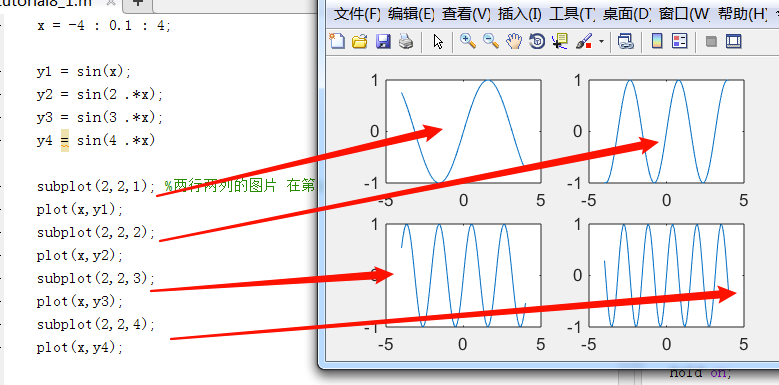 tutorial8_1.m
x = -4 : 0.1 : 4;
y1 = sin(x);
y2 = sin(2 .*x);
y3 = sin(3 .*x);
y4 = sin(4 .*x)
subplot(2,2,1); %两行两列的图片 在第
plot(x,y1);
subplot(2,2,2);
plot(x,y2);
subplot(2,2,3);
plot(x,y3);
subplot(2,2,4);
plot(x,y4);
文件(F) 编辑(E) 查看(V) 插入(I) 工具(T) 桌面(D) 窗口(W) 帮助(H)
1
0
-1
-5 0 5
1
0
-1
-5 0 5
1
-1
-5 0 5
1
0
-1
-5 0 5
hold on;